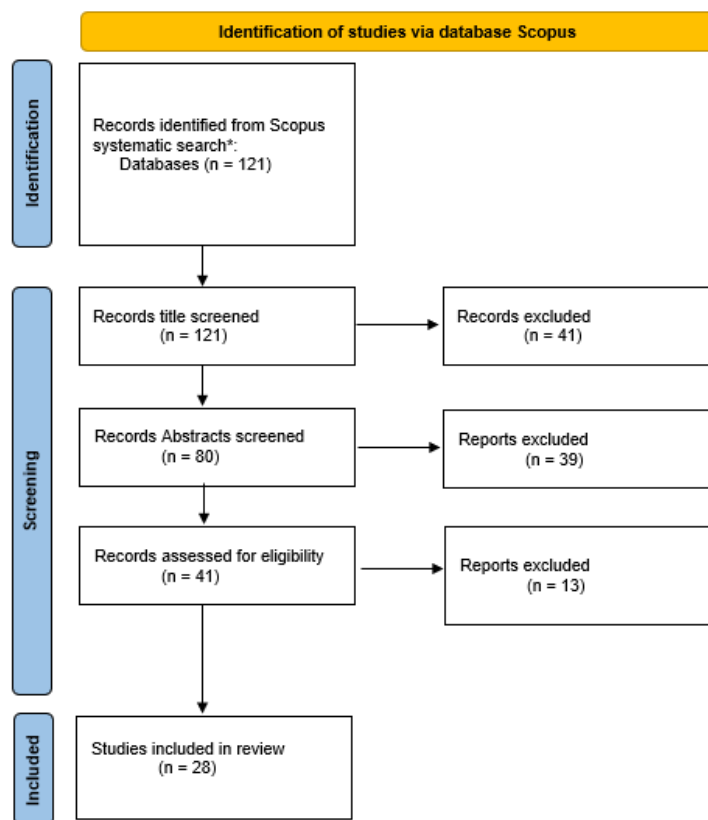 Identification of studies via database Scopus
Identification
Records identified from Scopus
systematic search*:
Databases (n = 121)
Screening
Records title screened
(n = 121)
Records excluded
(n = 41)
Records Abstracts screened
(n = 80)
Reports excluded
(n = 39)
Records assessed for eligibility
(n = 41)
Reports excluded
(n = 13)
Included
Studies included in review
(n = 28)